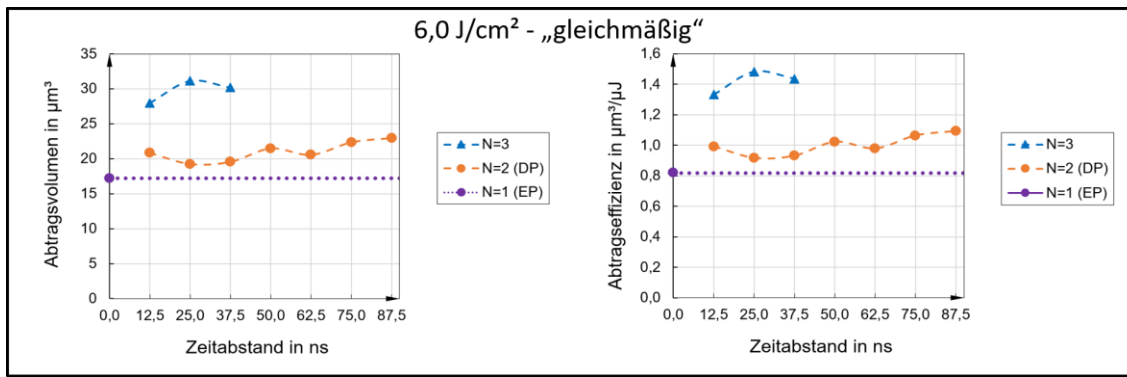 6,0 J/cm² - „gleichmäßig“
Abtragsvolumen in µm³
35
30
25
20
15
10
5
0
0,0 12,5 25,0 37,5 50,0 62,5 75,0 87,5
Zeitabstand in ns
N=3
N=2 (DP)
N=1 (EP)
Abtragseffizienz in µm³/µJ
1,6
1,4
1,2
1,0
0,8
0,6
0,4
0,2
0,0
0,0 12,5 25,0 37,5 50,0 62,5 75,0 87,5
Zeitabstand in ns
N=3
N=2 (DP)
N=1 (EP)